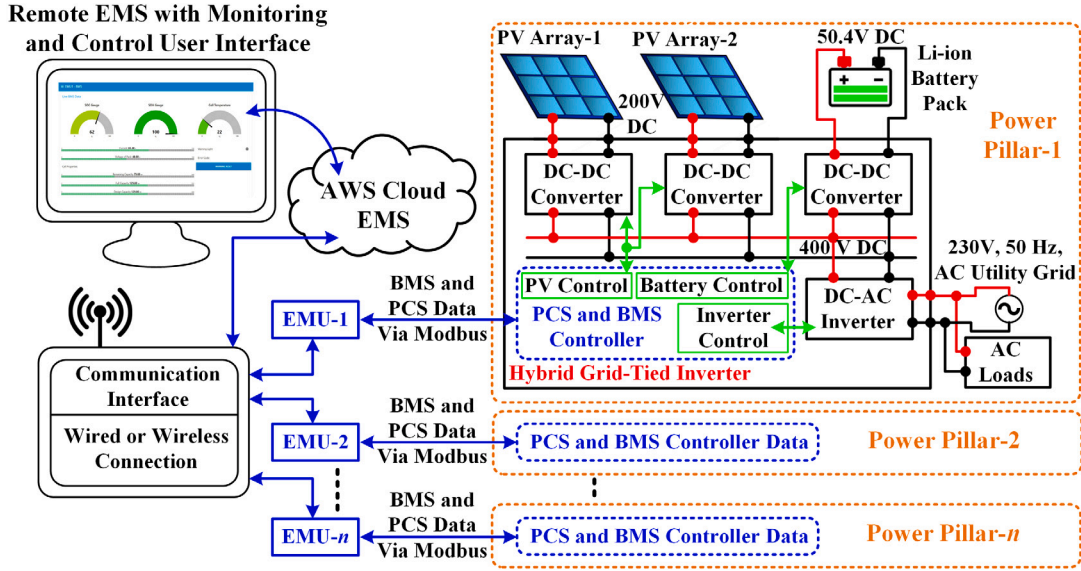 Remote EMS with Monitoring
and Control User Interface
62
100
22
AWS Cloud
EMS
Communication
Interface
Wired or Wireless
Connection
EMU-1
EMU-2
EMU-n
BMS and
PCS Data
Via Modbus
BMS and
PCS Data
Via Modbus
BMS and
PCS Data
Via Modbus
PV Array-1
PV Array-2
50.4V DC
Li-ion
Battery
Pack
200V
DC
Power
Pillar-1
DC-DC
Converter
DC-DC
Converter
DC-DC
Converter
400 V DC
230V, 50 Hz,
AC Utility Grid
PV Control
Battery Control
DC-AC
Inverter
PCS and BMS
Controller
Inverter
Control
AC
Loads
Hybrid Grid-Tied Inverter
PCS and BMS Controller Data
Power Pillar-2
PCS and BMS Controller Data
Power Pillar-n